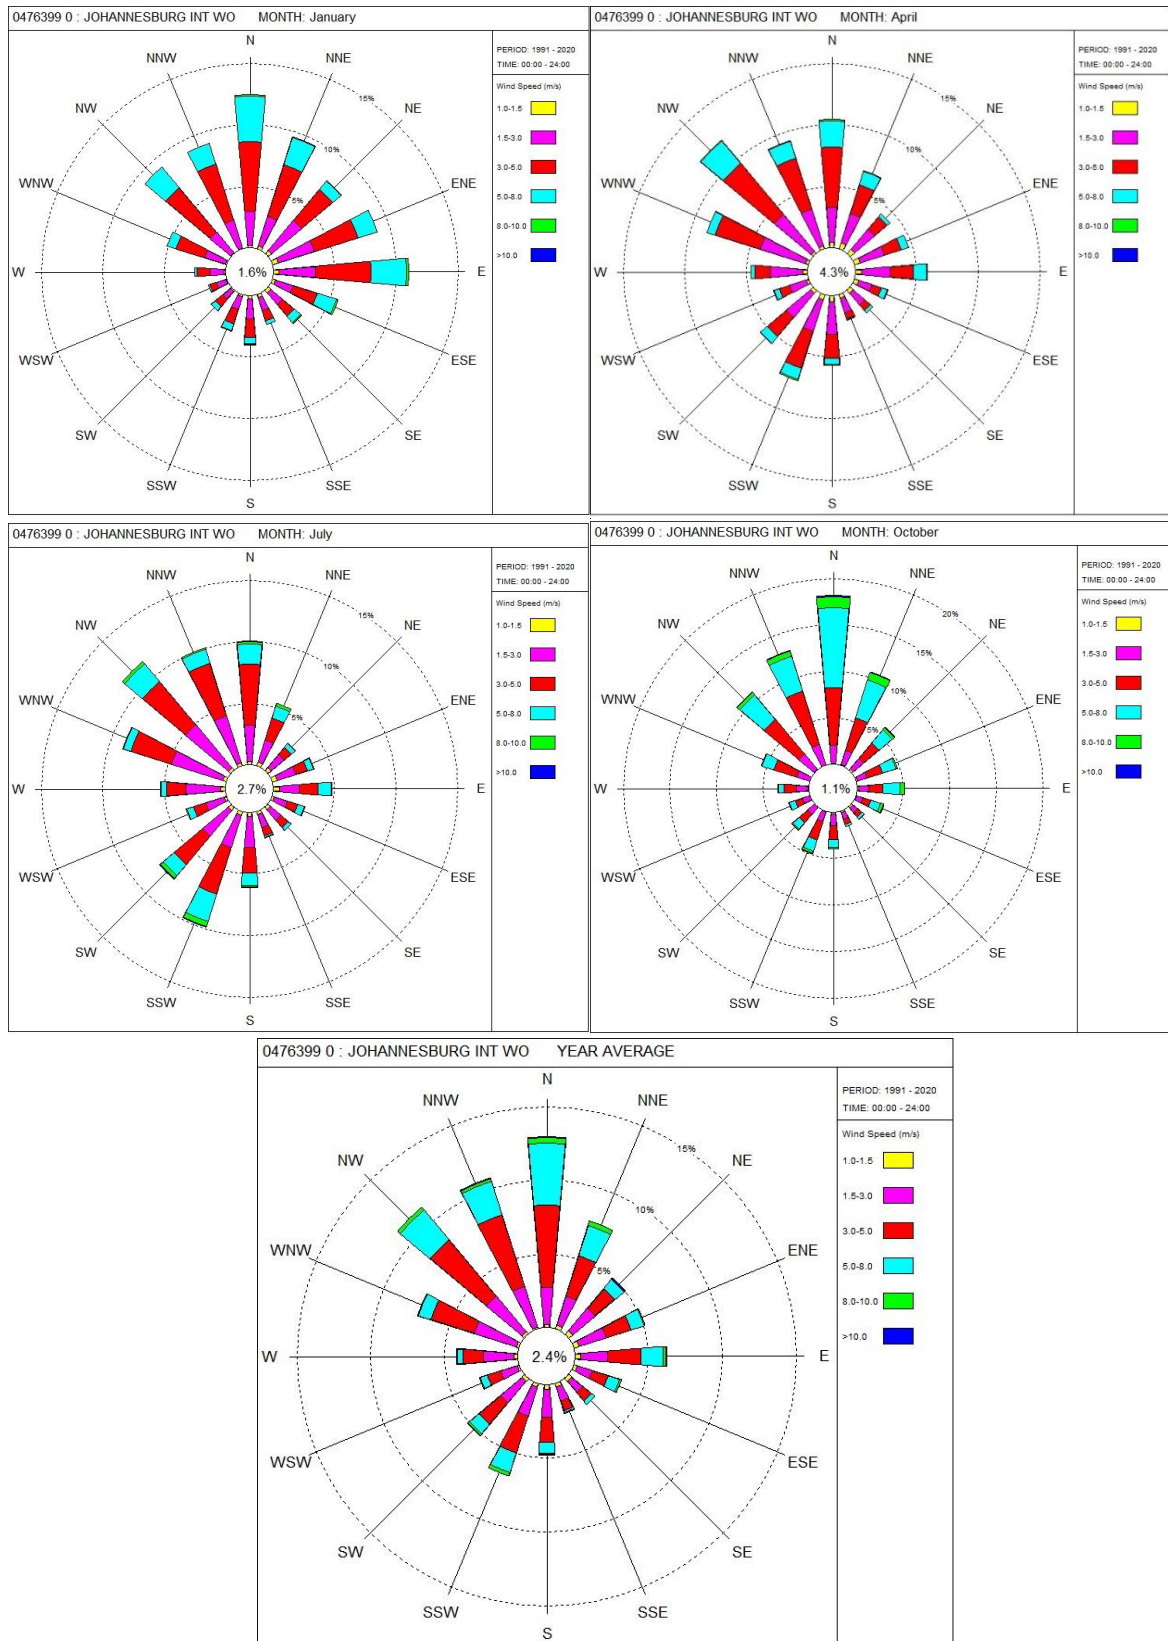 0476399 0 : JOHANNESBURG INT WO MONTH: January
PERIOD: 1991 - 2020
TIME: 00:00 - 24:00
Wind Speed (m/s)
1.0-1.5
1.5-3.0
3.0-5.0
5.0-8.0
8.0-10.0
>10.0
N
NNW
NNE
NW
NE
15%
10%
5%
WNW
ENE
W
1.6%
E
WSW
ESE
SW
SE
SSW
SSE
S
0476399 0 : JOHANNESBURG INT WO MONTH: April
PERIOD: 1991 - 2020
TIME: 00:00 - 24:00
Wind Speed (m/s)
1.0-1.5
1.5-3.0
3.0-5.0
5.0-8.0
8.0-10.0
>10.0
N
NNW
NNE
NW
NE
15%
10%
5%
WNW
ENE
W
4.3%
E
WSW
ESE
SW
SE
SSW
SSE
S
0476399 0 : JOHANNESBURG INT WO MONTH: July
PERIOD: 1991 - 2020
TIME: 00:00 - 24:00
Wind Speed (m/s)
1.0-1.5
1.5-3.0
3.0-5.0
5.0-8.0
8.0-10.0
>10.0
N
NNW
NNE
NW
NE
15%
10%
5%
WNW
ENE
W
2.7%
E
WSW
ESE
SW
SE
SSW
SSE
S
0476399 0 : JOHANNESBURG INT WO MONTH: October
PERIOD: 1991 - 2020
TIME: 00:00 - 24:00
Wind Speed (m/s)
1.0-1.5
1.5-3.0
3.0-5.0
5.0-8.0
8.0-10.0
>10.0
N
NNW
NNE
NW
NE
20%
15%
10%
5%
WNW
ENE
W
1.1%
E
WSW
ESE
SW
SE
SSW
SSE
S
0476399 0 : JOHANNESBURG INT WO YEAR AVERAGE
PERIOD: 1991 - 2020
TIME: 00:00 - 24:00
Wind Speed (m/s)
1.0-1.5
1.5-3.0
3.0-5.0
5.0-8.0
8.0-10.0
>10.0
N
NNW
NNE
NW
NE
15%
10%
5%
WNW
ENE
W
2.4%
E
WSW
ESE
SW
SE
SSW
SSE
S